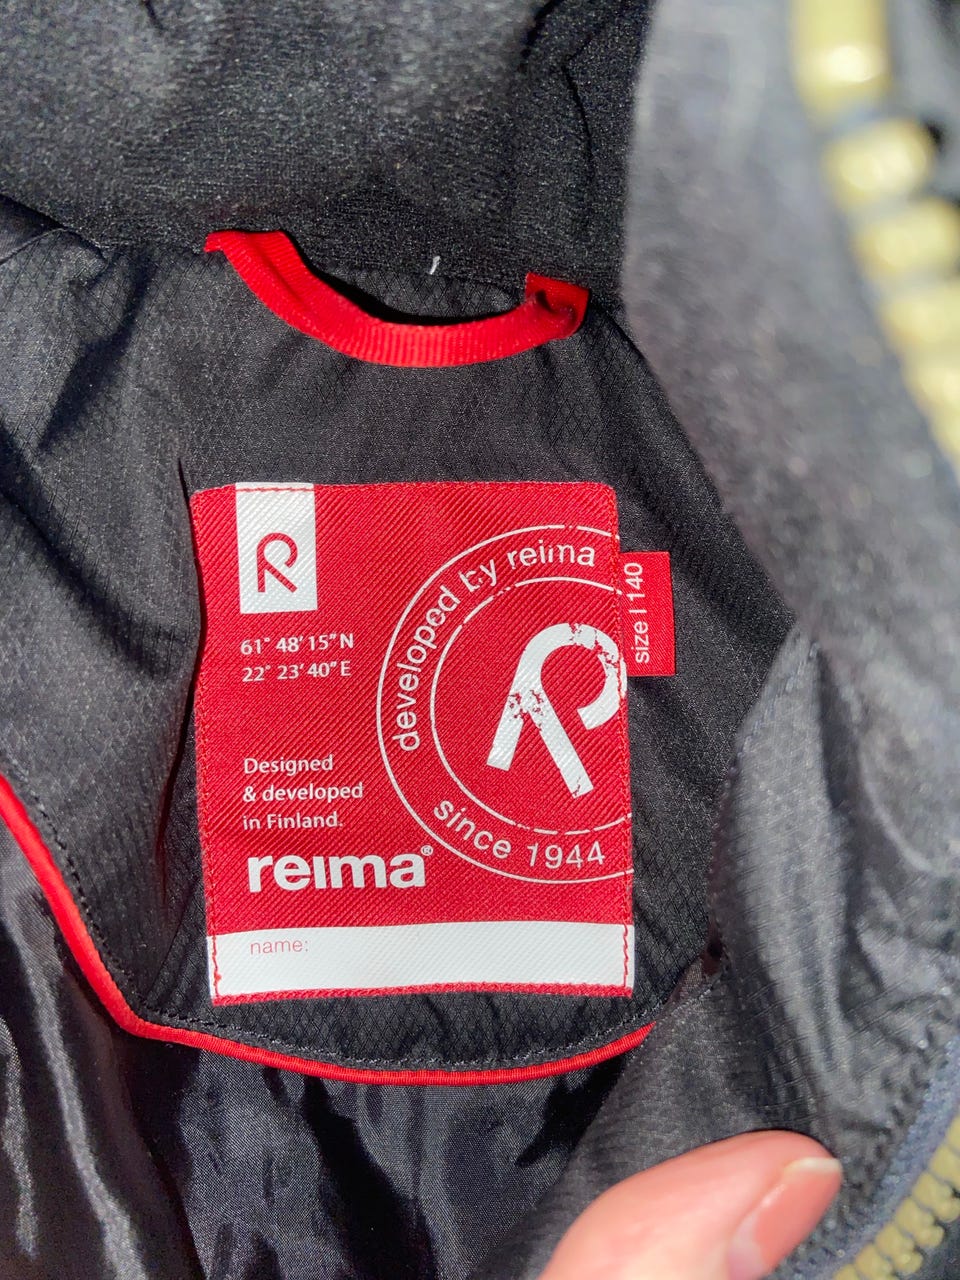 R
61° 48' 15" N
22° 23' 40" E
developed by reima
R
since 1944
size | 140
Designed
& developed
in Finland.
reima®
name: